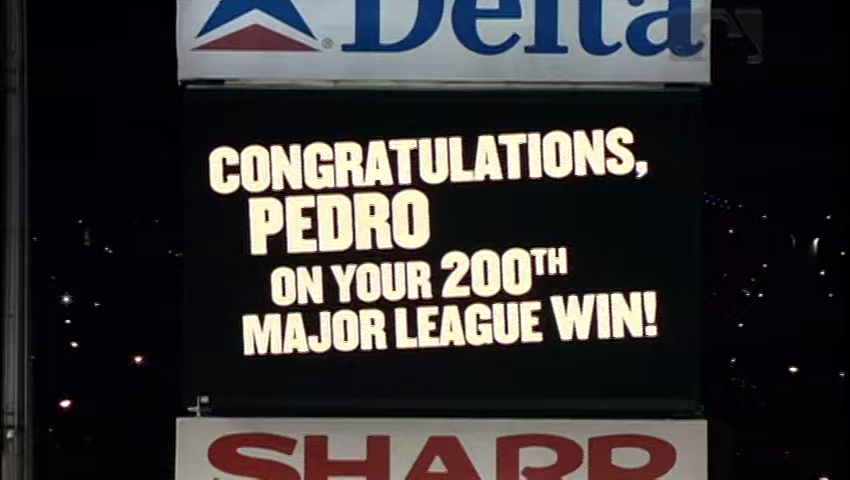 Delta
CONGRATULATIONS,
PEDRO
ON YOUR 200TH
MAJOR LEAGUE WIN!
SHARP